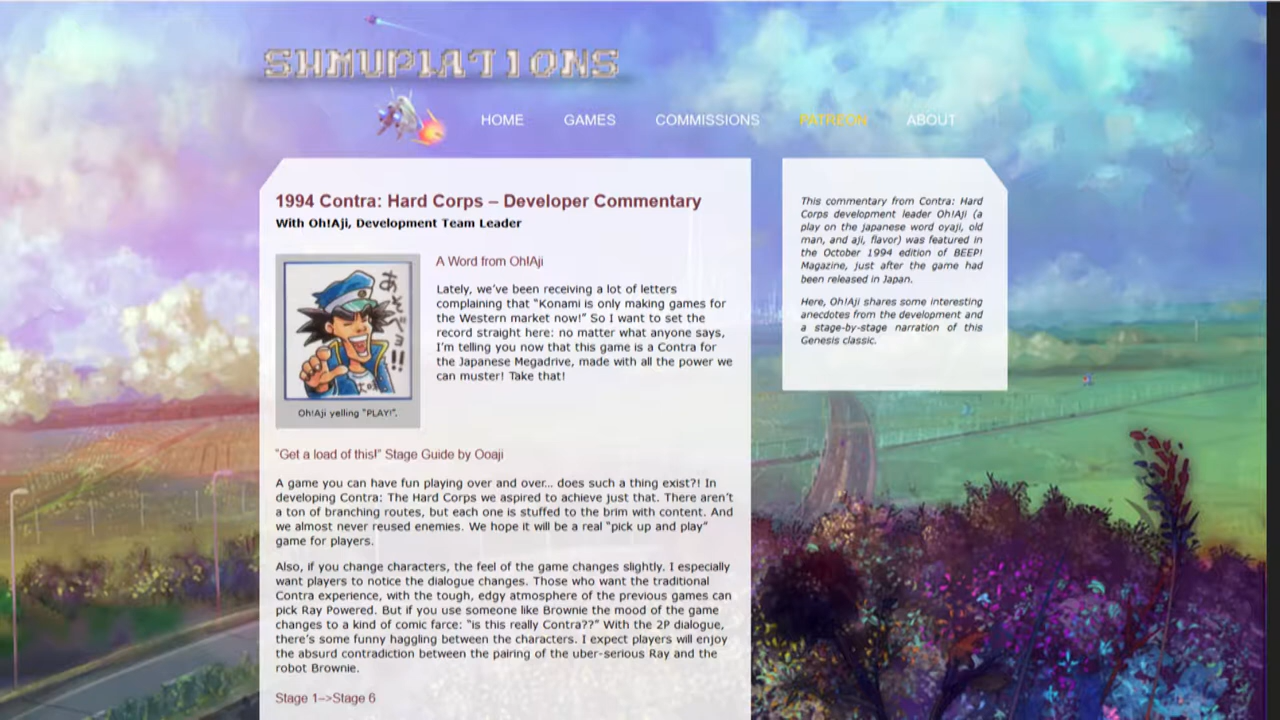 SHMUPLATIONS
HOME GAMES COMMISSIONS PATREON ABOUT
1994 Contra: Hard Corps – Developer Commentary
With Oh!Aji, Development Team Leader
あそべョ!!
Oh!Aji yelling "PLAY!".
A Word from Oh!Aji
Lately, we've been receiving a lot of letters
complaining that "Konami is only making games for
the Western market now!" So I want to set the
record straight here: no matter what anyone says,
I'm telling you now that this game is a Contra for
the Japanese Megadrive, made with all the power we
can muster! Take that!
"Get a load of this!" Stage Guide by Ooaji
A game you can have fun playing over and over... does such a thing exist?! In
developing Contra: The Hard Corps we aspired to achieve just that. There aren't
a ton of branching routes, but each one is stuffed to the brim with content. And
we almost never reused enemies. We hope it will be a real "pick up and play"
game for players.
Also, if you change characters, the feel of the game changes slightly. I especially
want players to notice the dialogue changes. Those who want the traditional
Contra experience, with the tough, edgy atmosphere of the previous games can
pick Ray Powered. But if you use someone like Brownie the mood of the game
changes to a kind of comic farce: "is this really Contra??" With the 2P dialogue,
there's some funny haggling between the characters. I expect players will enjoy
the absurd contradiction between the pairing of the uber-serious Ray and the
robot Brownie.
Stage 1–>Stage 6
This commentary from Contra: Hard
Corps development leader Oh!Aji (a
play on the japanese word oyaji, old
man, and aji, flavor) was featured in
the October 1994 edition of BEEP!
Magazine, just after the game had
been released in Japan.
Here, Oh!Aji shares some interesting
anecdotes from the development and
a stage-by-stage narration of this
Genesis classic.